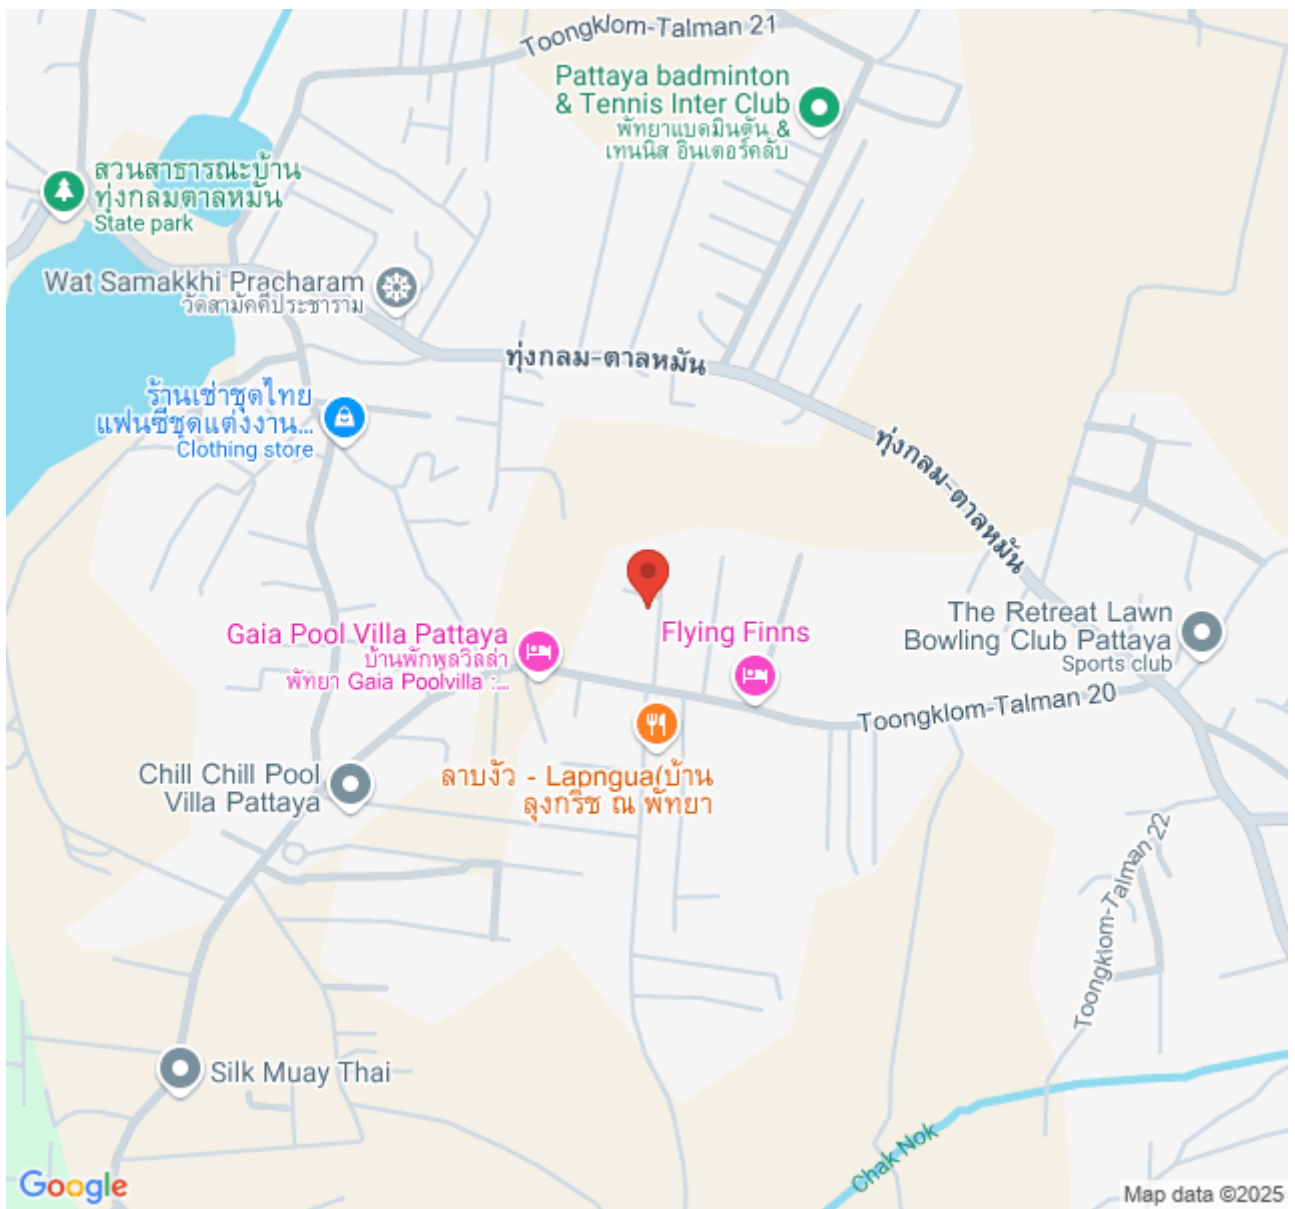 Toongklom-Talman 21
Pattaya badminton
& Tennis Inter Club
พัทยาแบดมินตัน &
เทนนิส อินเตอร์คลับ
สวนสาธารณะบ้าน
ทุ่งกลมตาลหมัน
State park
Wat Samakkhi Pracharam
วัดสามัคคีประชาราม
ทุ่งกลม-ตาลหมัน
ร้านเช่าชุดไทย
แฟนซีชุดแต่งงาน...
Clothing store
ทุ่งกลม-ตาลหมัน
The Retreat Lawn
Bowling Club Pattaya
Sports club
Flying Finns
Gaia Pool Villa Pattaya
บ้านพักพูลวิลล่า
พัทยา Gaia Poolvilla :...
Toongklom-Talman 20
ลาบงัว - Lapngua(บ้าน
ลุงกริช ณ พัทยา
Chill Chill Pool
Villa Pattaya
Toongklom-Talman 22
Silk Muay Thai
Chak Nok
Google
Map data ©2025